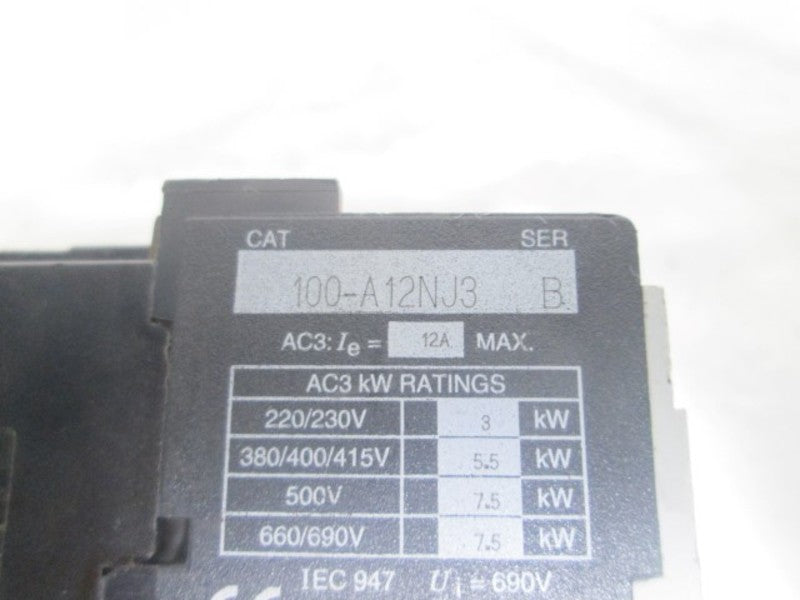 CAT SER
100-A12NJ3 B
AC3: Ie = 12A MAX.
AC3 kW RATINGS
220/230V 3 kW
380/400/415V 5.5 kW
500V 7.5 kW
660/690V 7.5 kW
IEC 947 Ui = 690V